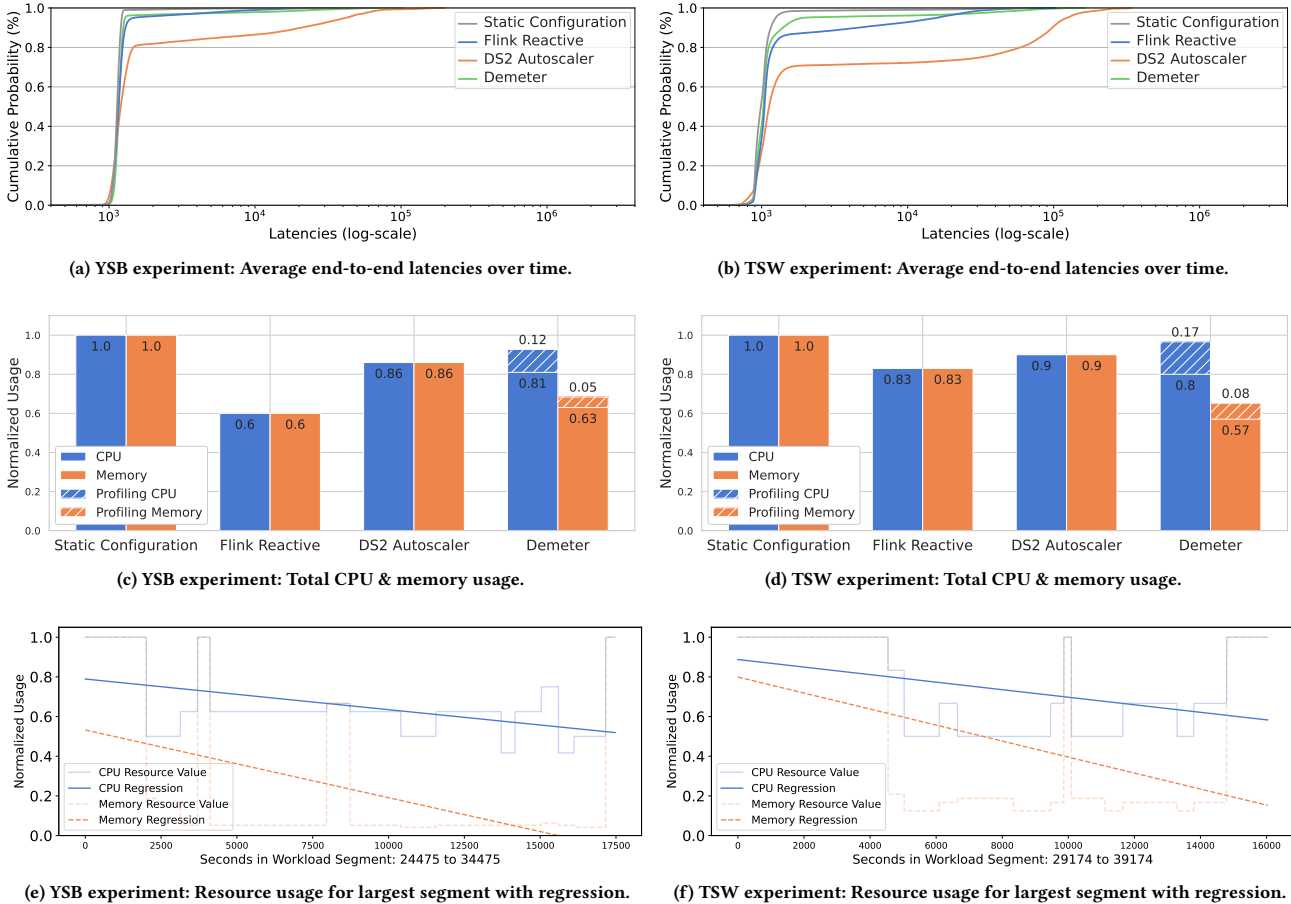 Cumulative Probability (%)
1.0
0.8
0.6
0.4
0.2
0.0
Static Configuration
Flink Reactive
DS2 Autoscaler
Demeter
10³
10⁴
10⁵
10⁶
Latencies (log-scale)
(a) YSB experiment: Average end-to-end latencies over time.
Cumulative Probability (%)
1.0
0.8
0.6
0.4
0.2
0.0
Static Configuration
Flink Reactive
DS2 Autoscaler
Demeter
10³
10⁴
10⁵
10⁶
Latencies (log-scale)
(b) TSW experiment: Average end-to-end latencies over time.
Normalized Usage
1.0
0.8
0.6
0.4
0.2
0.0
1.0
1.0
0.6
0.6
0.86
0.86
0.12
0.81
0.05
0.63
CPU
Memory
Profiling CPU
Profiling Memory
Static Configuration
Flink Reactive
DS2 Autoscaler
Demeter
(c) YSB experiment: Total CPU & memory usage.
Normalized Usage
1.0
0.8
0.6
0.4
0.2
0.0
1.0
1.0
0.83
0.83
0.9
0.9
0.17
0.8
0.08
0.57
CPU
Memory
Profiling CPU
Profiling Memory
Static Configuration
Flink Reactive
DS2 Autoscaler
Demeter
(d) TSW experiment: Total CPU & memory usage.
Normalized Usage
1.0
0.8
0.6
0.4
0.2
0.0
CPU Resource Value
CPU Regression
Memory Resource Value
Memory Regression
0
2500
5000
7500
10000
12500
15000
17500
Seconds in Workload Segment: 24475 to 34475
(e) YSB experiment: Resource usage for largest segment with regression.
Normalized Usage
1.0
0.8
0.6
0.4
0.2
0.0
CPU Resource Value
CPU Regression
Memory Resource Value
Memory Regression
0
2000
4000
6000
8000
10000
12000
14000
16000
Seconds in Workload Segment: 29174 to 39174
(f) TSW experiment: Resource usage for largest segment with regression.